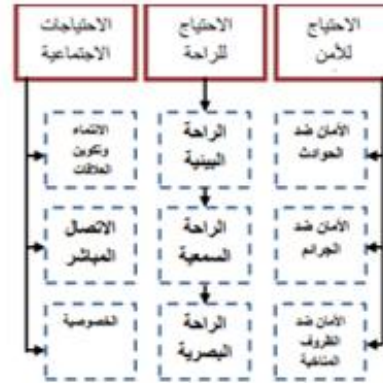 الاحتياج
للأمن
الاحتياج
للراحة
الاحتياجات
الاجتماعية
الأمان ضد
الحوادث
الراحة
البيئية
الانتماء
وتكوين
العلاقات
الأمان ضد
الجرائم
الراحة
السمعية
الاتصال
المباشر
الأمان ضد
الظروف
المناخية
الراحة
البصرية
الخصوصية